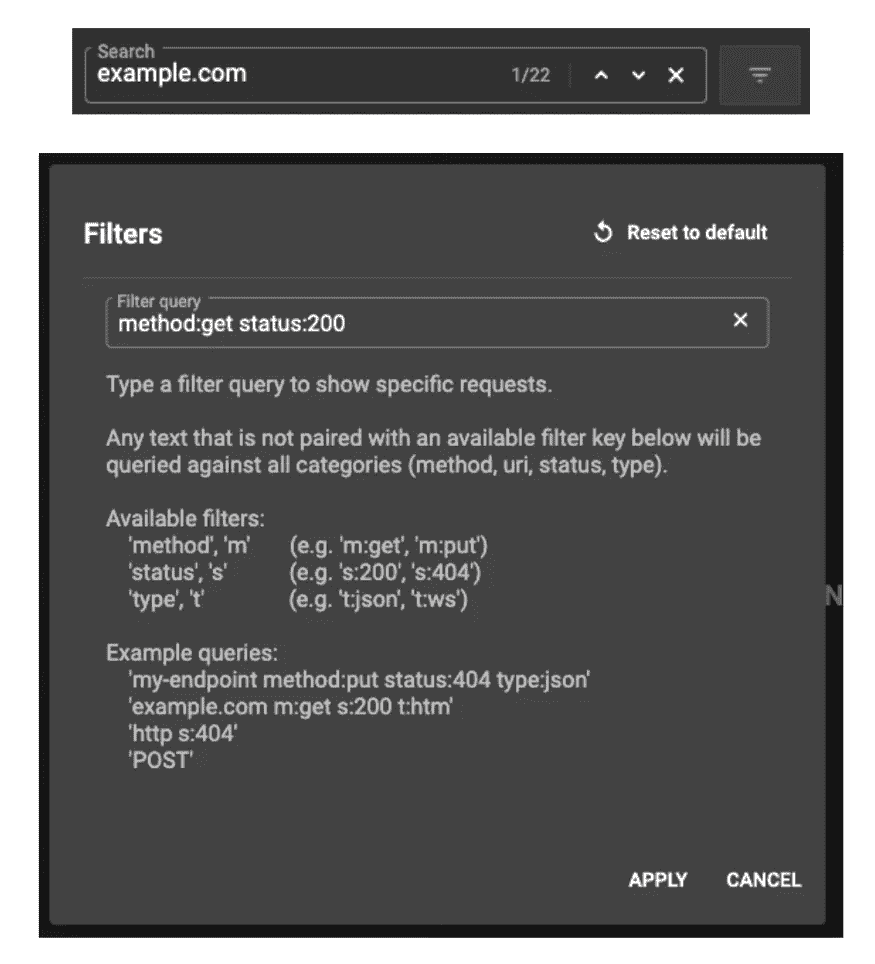 Search
example.com 1/22
Filters Reset to default
Filter query
method:get status:200
Type a filter query to show specific requests.
Any text that is not paired with an available filter key below will be
queried against all categories (method, uri, status, type).
Available filters:
'method', 'm' (e.g. 'm:get', 'm:put')
'status', 's' (e.g. 's:200', 's:404')
'type', 't' (e.g. 't:json', 't:ws')
N
Example queries:
'my-endpoint method:put status:404 type:json'
'example.com m:get s:200 t:htm'
'http s:404'
'POST'
APPLY CANCEL